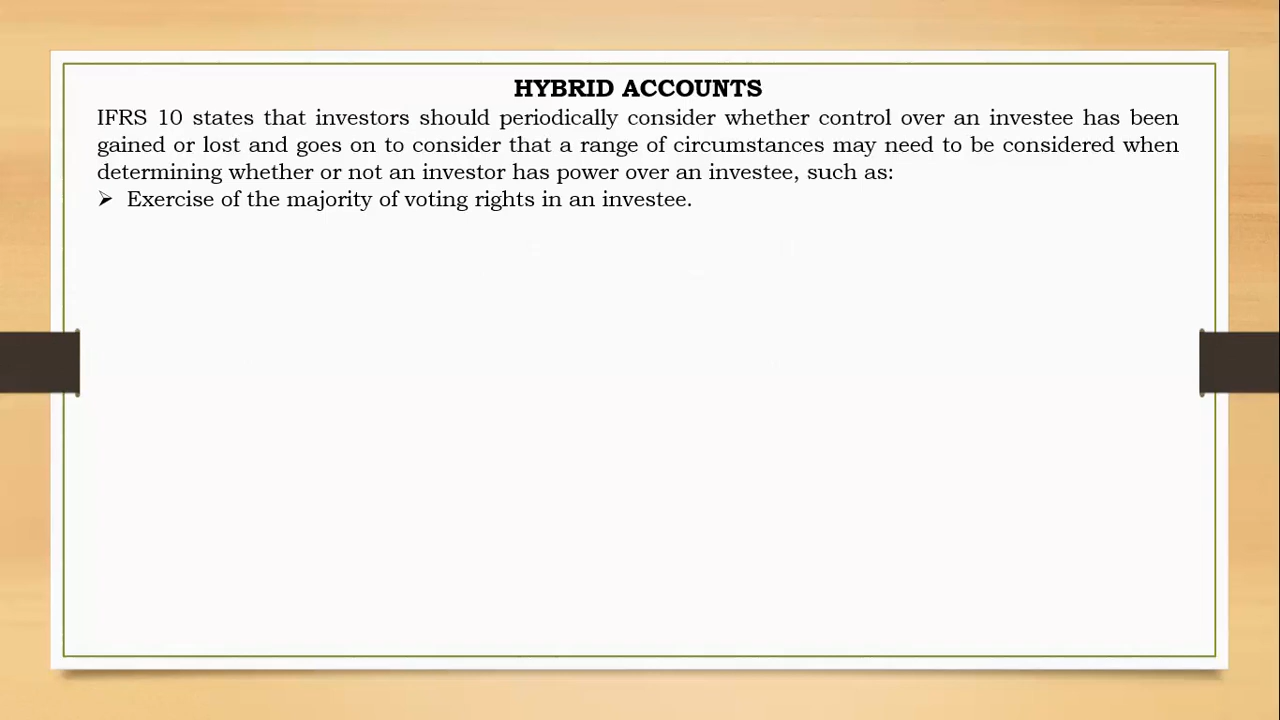 HYBRID ACCOUNTS
IFRS 10 states that investors should periodically consider whether control over an investee has been
gained or lost and goes on to consider that a range of circumstances may need to be considered when
determining whether or not an investor has power over an investee, such as:
➢ Exercise of the majority of voting rights in an investee.